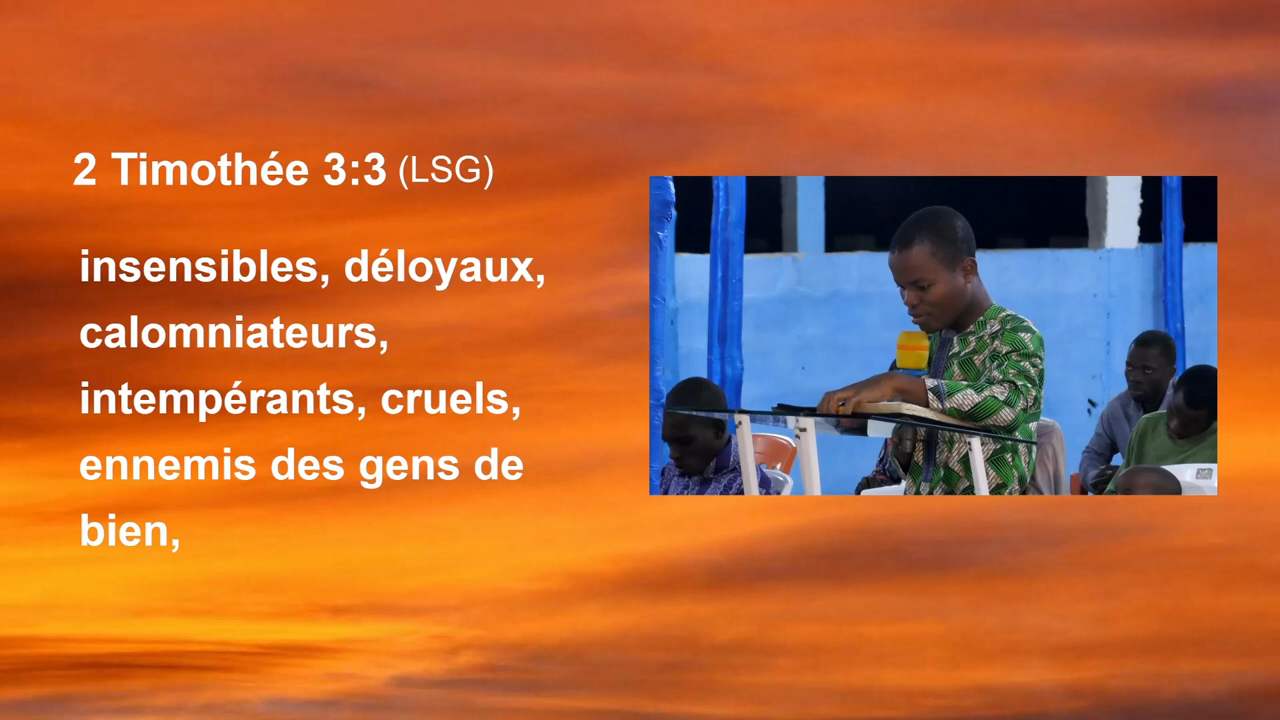 2 Timothée 3:3 (LSG)
insensibles, déloyaux,
calomniateurs,
intempérants, cruels,
ennemis des gens de
bien,